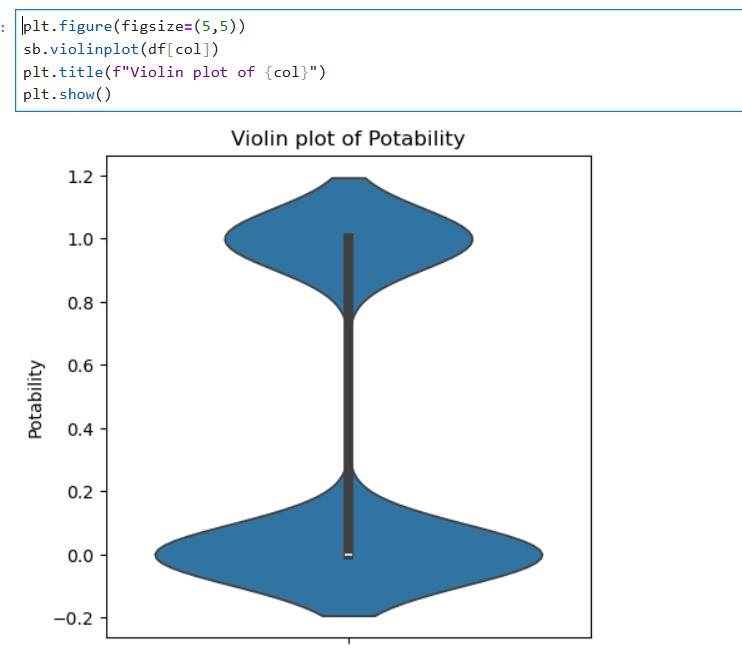 :
plt.figure(figsize=(5,5))
sb.violinplot(df[col])
plt.title(f"Violin plot of {col}")
plt.show()
Violin plot of Potability
1.2
1.0
0.8
0.6
0.4
0.2
0.0
−0.2
Potability